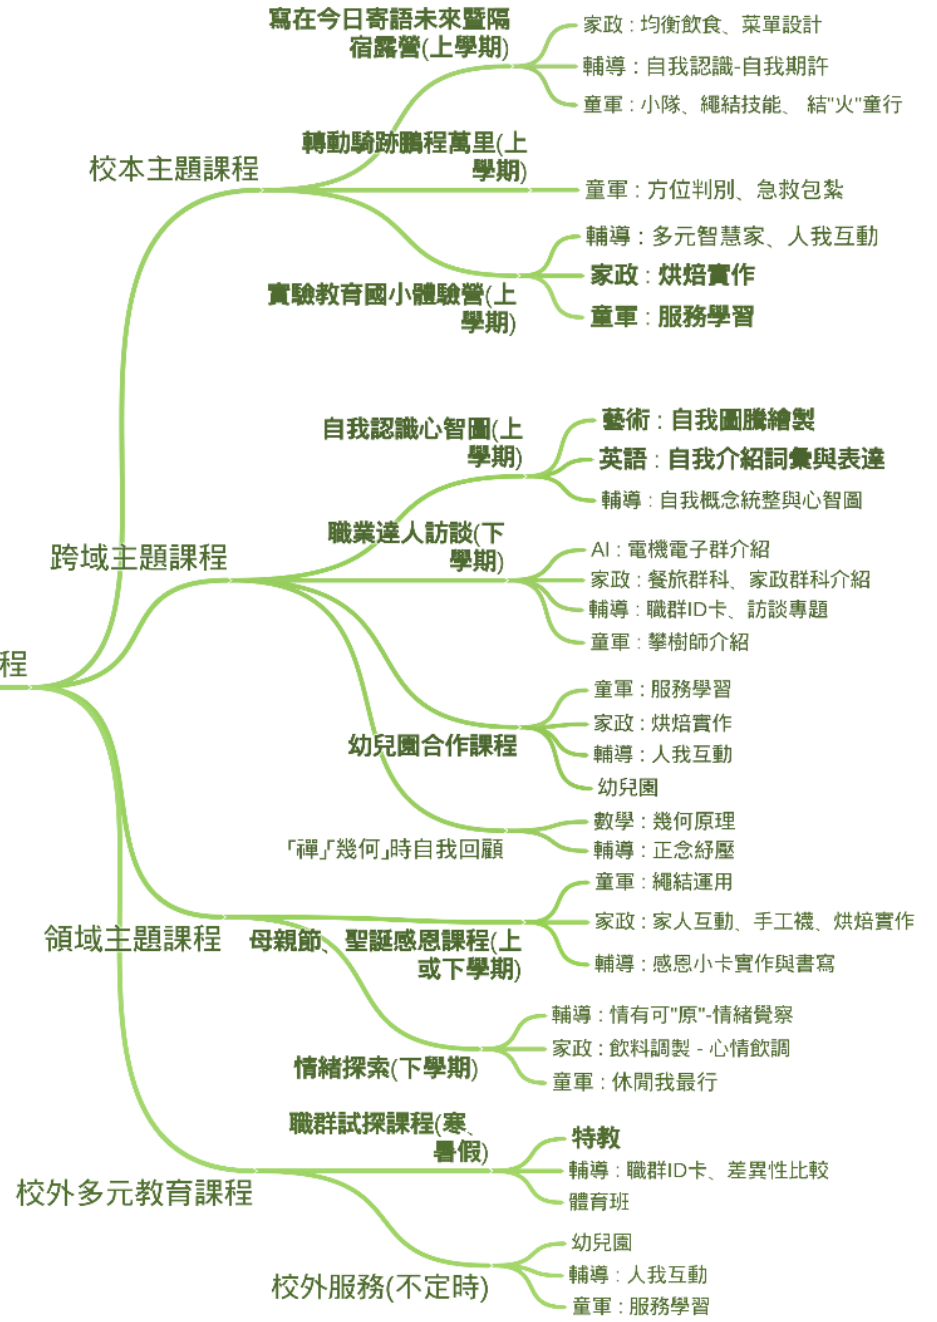 程
校本主題課程
寫在今日寄語未來暨隔
宿露營(上學期)
家政 : 均衡飲食、菜單設計
輔導 : 自我認識-自我期許
童軍 : 小隊、繩結技能、 結"火"童行
轉動騎跡鵬程萬里(上
學期)
童軍 : 方位判別、急救包紮
實驗教育國小體驗營(上
學期)
輔導 : 多元智慧家、人我互動
家政 : 烘焙實作
童軍 : 服務學習
跨域主題課程
自我認識心智圖(上
學期)
藝術 : 自我圖騰繪製
英語 : 自我介紹詞彙與表達
輔導 : 自我概念統整與心智圖
職業達人訪談(下
學期)
AI : 電機電子群介紹
家政 : 餐旅群科、家政群科介紹
輔導 : 職群ID卡、訪談專題
童軍 : 攀樹師介紹
幼兒園合作課程
童軍 : 服務學習
家政 : 烘焙實作
輔導 : 人我互動
幼兒園
「禪」「幾何」時自我回顧
數學 : 幾何原理
輔導 : 正念紓壓
領域主題課程
母親節、聖誕感恩課程(上
或下學期)
童軍 : 繩結運用
家政 : 家人互動、手工襪、烘焙實作
輔導 : 感恩小卡實作與書寫
情緒探索(下學期)
輔導 : 情有可"原"-情緒覺察
家政 : 飲料調製 - 心情飲調
童軍 : 休閒我最行
校外多元教育課程
職群試探課程(寒、
暑假)
特教
輔導 : 職群ID卡、差異性比較
體育班
校外服務(不定時)
幼兒園
輔導 : 人我互動
童軍 : 服務學習